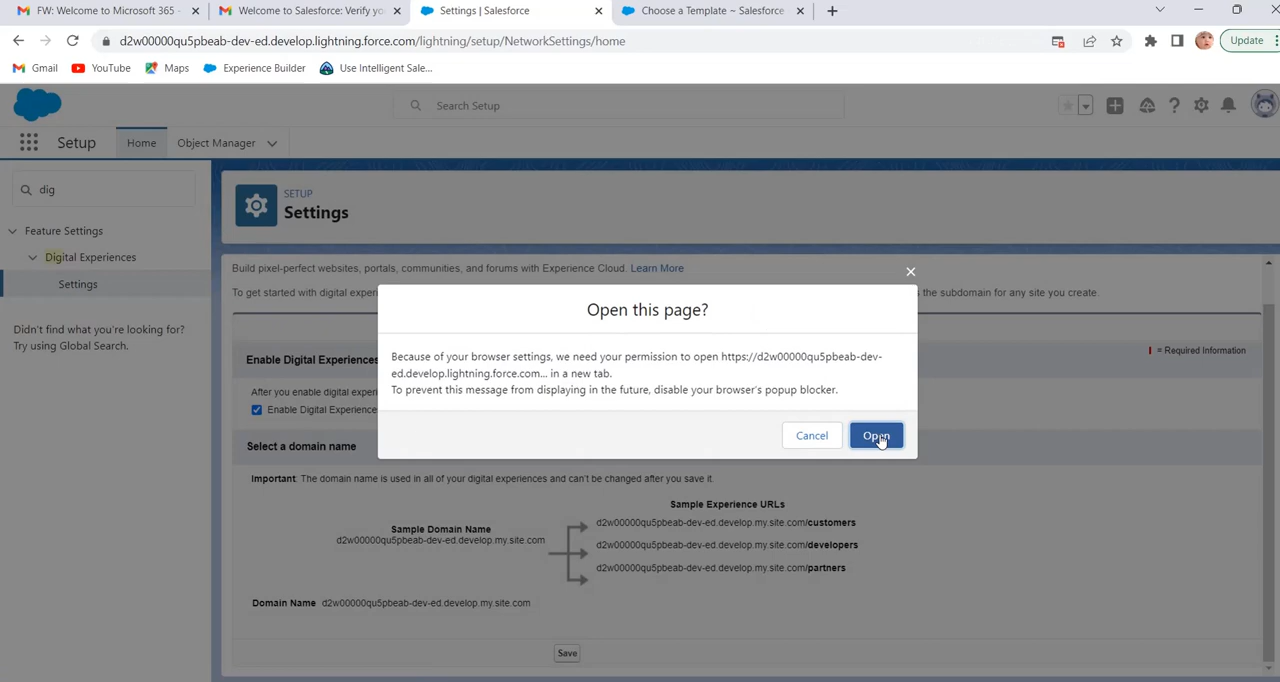 FW: Welcome to Microsoft 365 -
Welcome to Salesforce: Verify yo
Settings | Salesforce
Choose a Template ~ Salesforce
d2w00000qu5pbeab-dev-ed.develop.lightning.force.com/lightning/setup/NetworkSettings/home
Update
Gmail
YouTube
Maps
Experience Builder
Use Intelligent Sale...
Search Setup
Setup
Home
Object Manager
dig
SETUP
Settings
Feature Settings
Digital Experiences
Settings
Didn't find what you're looking for?
Try using Global Search.
Build pixel-perfect websites, portals, communities, and forums with Experience Cloud. Learn More
To get started with digital experi
the subdomain for any site you create.
Open this page?
Because of your browser settings, we need your permission to open https://d2w00000qu5pbeab-dev-
ed.develop.lightning.force.com... in a new tab.
To prevent this message from displaying in the future, disable your browser's popup blocker.
Cancel
Open
Enable Digital Experiences
= Required Information
After you enable digital experienc
Enable Digital Experience
Select a domain name
Important: The domain name is used in all of your digital experiences and can't be changed after you save it.
Sample Experience URLs
Sample Domain Name
d2w00000qu5pbeab-dev-ed.develop.my.site.com
d2w00000qu5pbeab-dev-ed.develop.my.site.com/customers
d2w00000qu5pbeab-dev-ed.develop.my.site.com/developers
d2w00000qu5pbeab-dev-ed.develop.my.site.com/partners
Domain Name d2w00000qu5pbeab-dev-ed.develop.my.site.com
Save